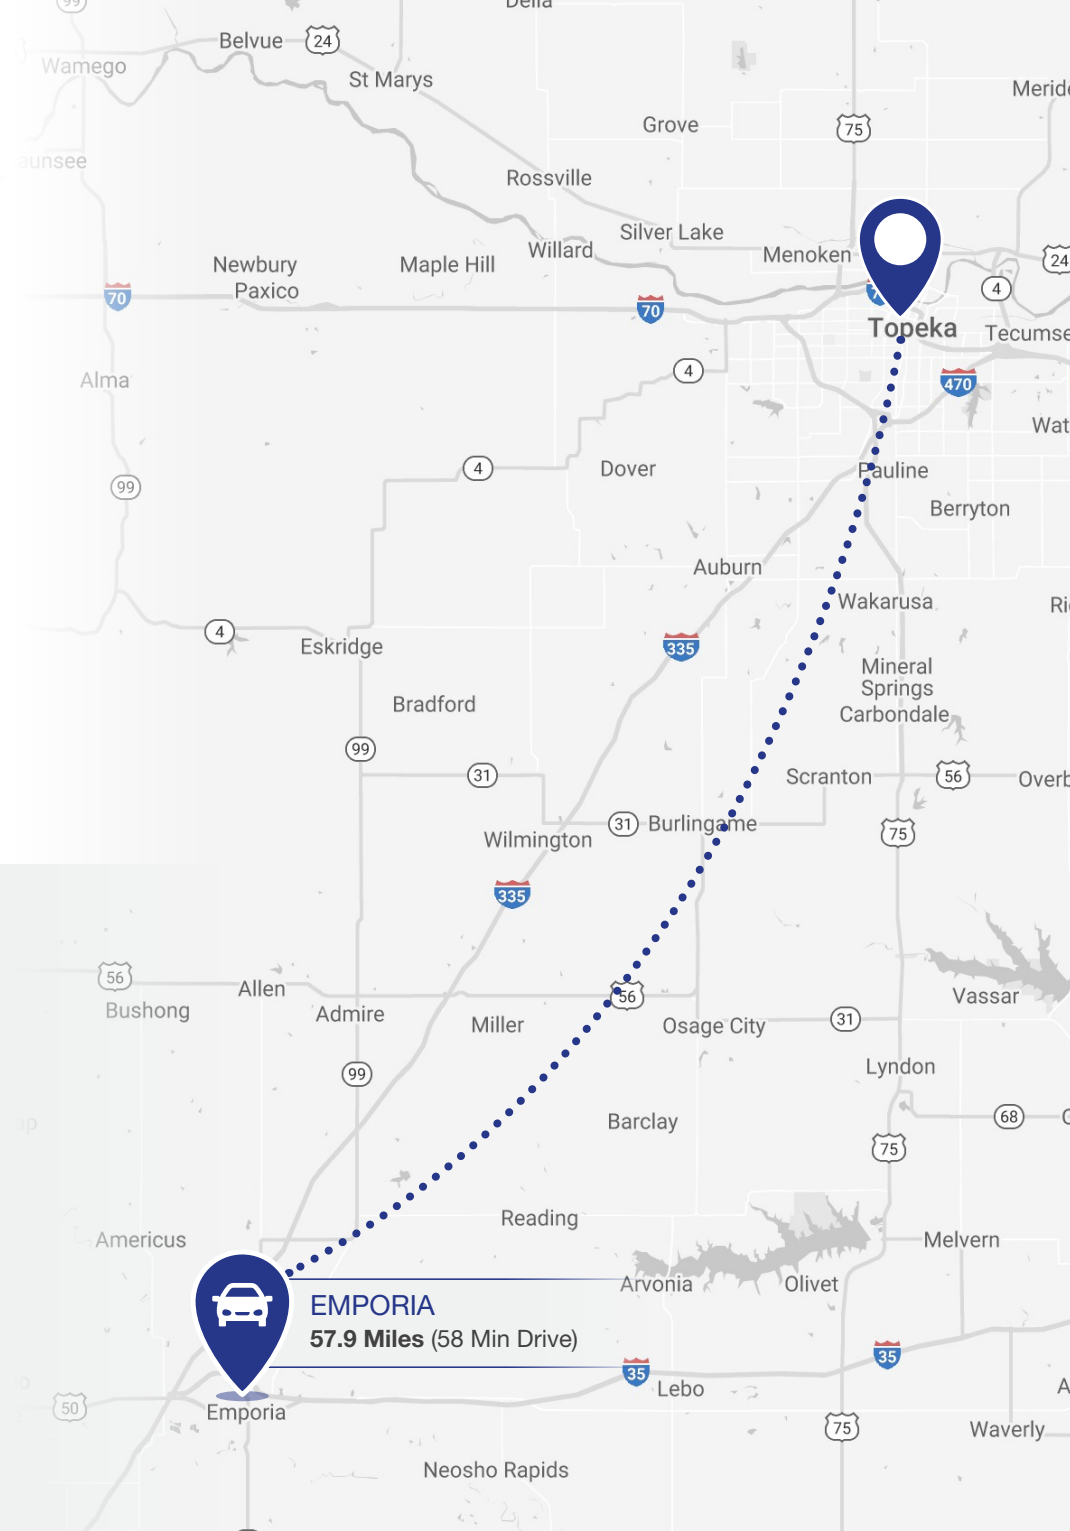 99
Belvue
24
Wamego
St Marys
Grove
75
Rossville
Silver Lake
Willard
Menoken
24
Newbury
Maple Hill
Paxico
4
70
70
Topeka
4
470
Alma
Dover
4
Pauline
99
Berryton
Auburn
Wakarusa
4
Eskridge
335
Mineral
Springs
Carbondale
Bradford
99
31
Scranton
56
31
Burlingame
75
Wilmington
335
56
Allen
56
Vassar
Bushong
Admire
Miller
Osage City
31
99
Lyndon
Barclay
68
75
Reading
Americus
Melvern
Arvonia
Olivet
EMPORIA
57.9 Miles (58 Min Drive)
35
35
Lebo
50
Emporia
75
Waverly
Neosho Rapids